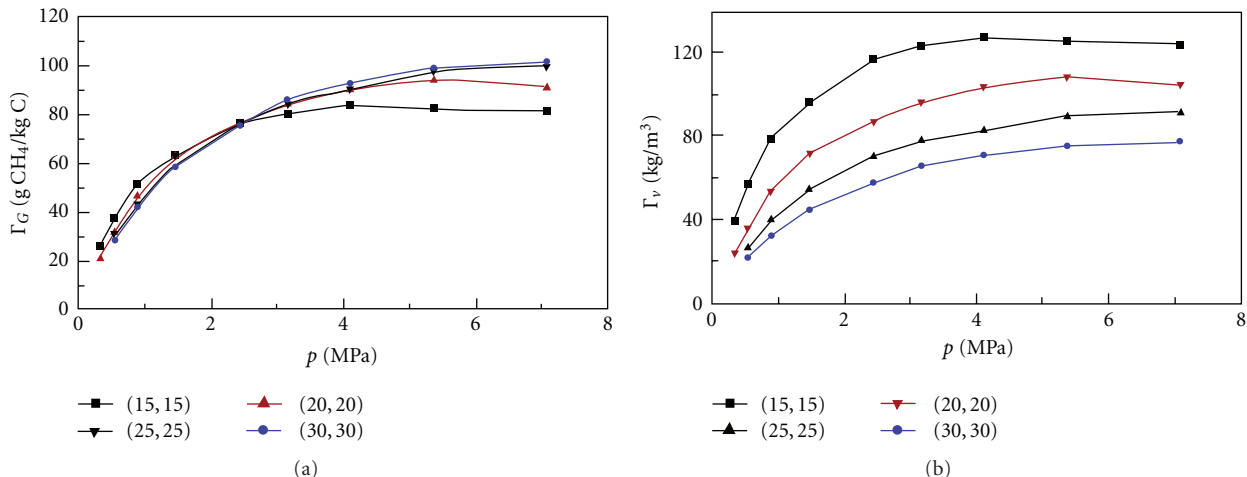 120
100
80
60
40
20
0
Γ_G (g CH₄/kg C)
0 2 4 6 8
p (MPa)
(15, 15) (20, 20)
(25, 25) (30, 30)
(a)
120
80
40
0
Γ_ν (kg/m³)
0 2 4 6 8
p (MPa)
(15, 15) (20, 20)
(25, 25) (30, 30)
(b)